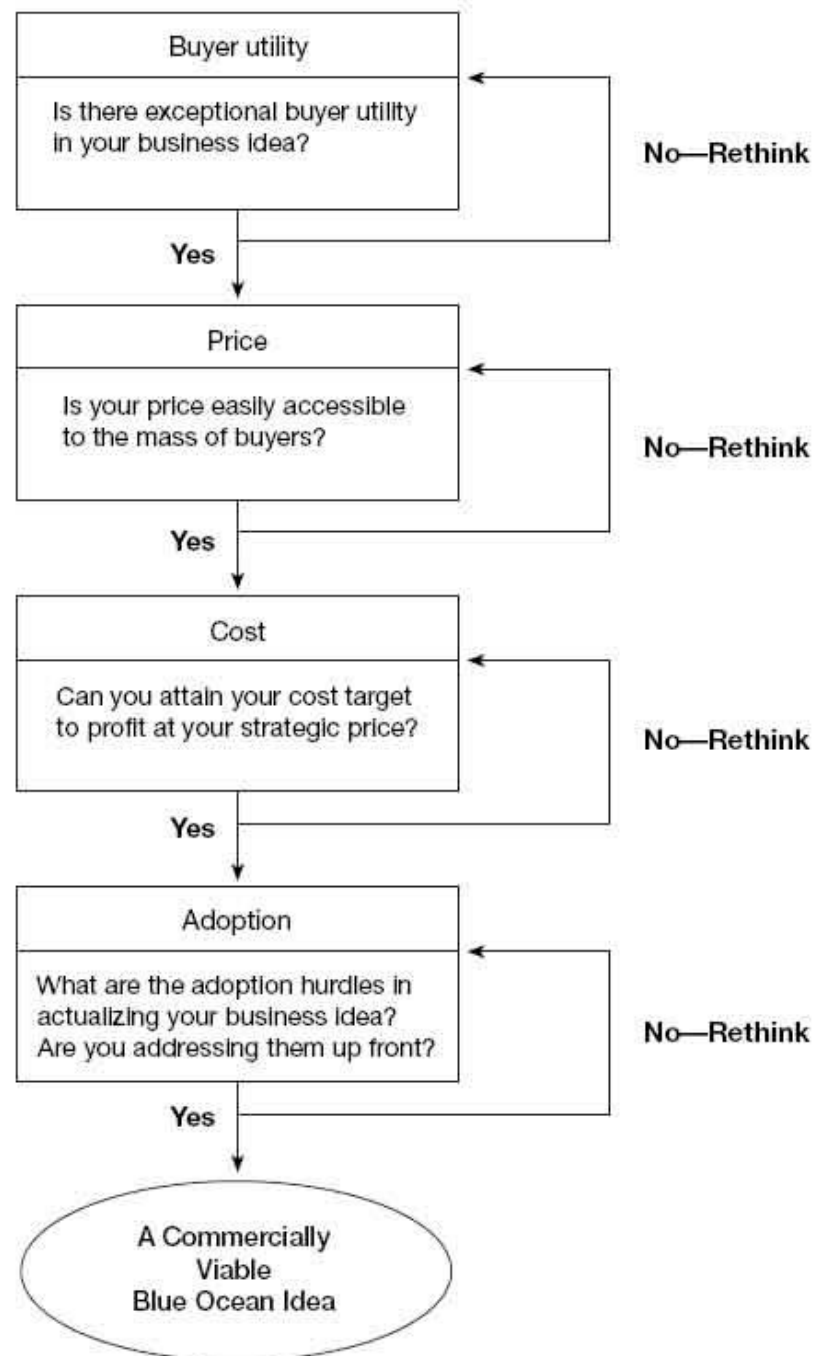 Buyer utility
Is there exceptional buyer utility
in your business idea?
No—Rethink
Yes
Price
Is your price easily accessible
to the mass of buyers?
No—Rethink
Yes
Cost
Can you attain your cost target
to profit at your strategic price?
No—Rethink
Yes
Adoption
What are the adoption hurdles in
actualizing your business idea?
Are you addressing them up front?
No—Rethink
Yes
A Commercially
Viable
Blue Ocean Idea